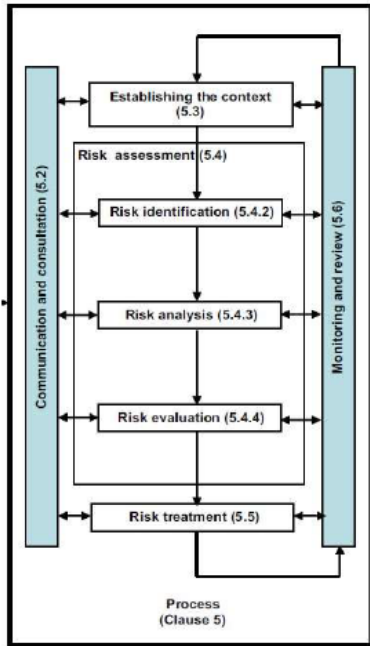 Establishing the context
(5.3)
Risk assessment (5.4)
Risk identification (5.4.2)
Risk analysis (5.4.3)
Risk evaluation (5.4.4)
Risk treatment (5.5)
Communication and consultation (5.2)
Monitoring and review (5.6)
Process
(Clause 5)